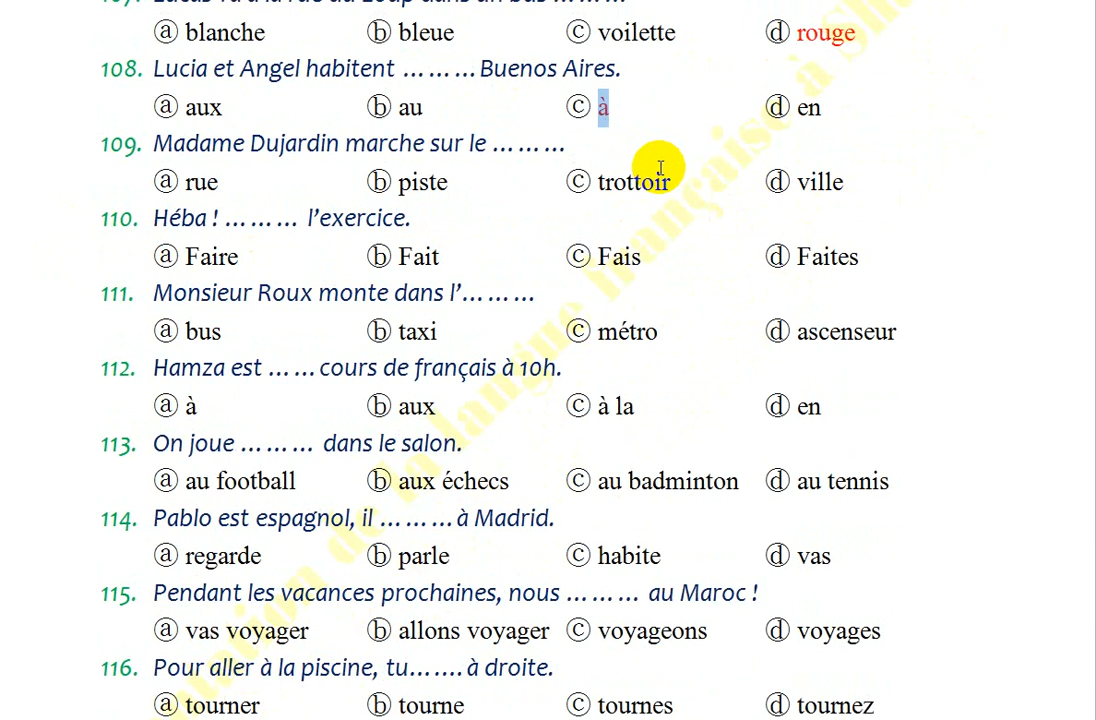 ⓐ blanche ⓑ bleue ⓒ voilette ⓓ rouge
108. Lucia et Angel habitent ……… Buenos Aires.
ⓐ aux ⓑ au ⓒ à ⓓ en
109. Madame Dujardin marche sur le ………
ⓐ rue ⓑ piste ⓒ trottoir ⓓ ville
110. Héba ! ……… l’exercice.
ⓐ Faire ⓑ Fait ⓒ Fais ⓓ Faites
111. Monsieur Roux monte dans l’………
ⓐ bus ⓑ taxi ⓒ métro ⓓ ascenseur
112. Hamza est …… cours de français à 10h.
ⓐ à ⓑ aux ⓒ à la ⓓ en
113. On joue ……… dans le salon.
ⓐ au football ⓑ aux échecs ⓒ au badminton ⓓ au tennis
114. Pablo est espagnol, il ……… à Madrid.
ⓐ regarde ⓑ parle ⓒ habite ⓓ vas
115. Pendant les vacances prochaines, nous ……… au Maroc !
ⓐ vas voyager ⓑ allons voyager ⓒ voyageons ⓓ voyages
116. Pour aller à la piscine, tu……. à droite.
ⓐ tourner ⓑ tourne ⓒ tournes ⓓ tournez
de la langue française à